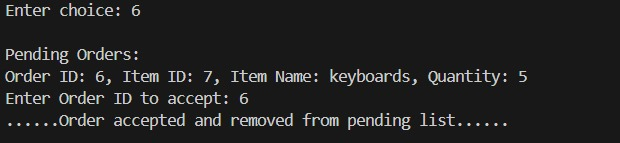 Enter choice: 6
Pending Orders:
Order ID: 6, Item ID: 7, Item Name: keyboards, Quantity: 5
Enter Order ID to accept: 6
......Order accepted and removed from pending list......